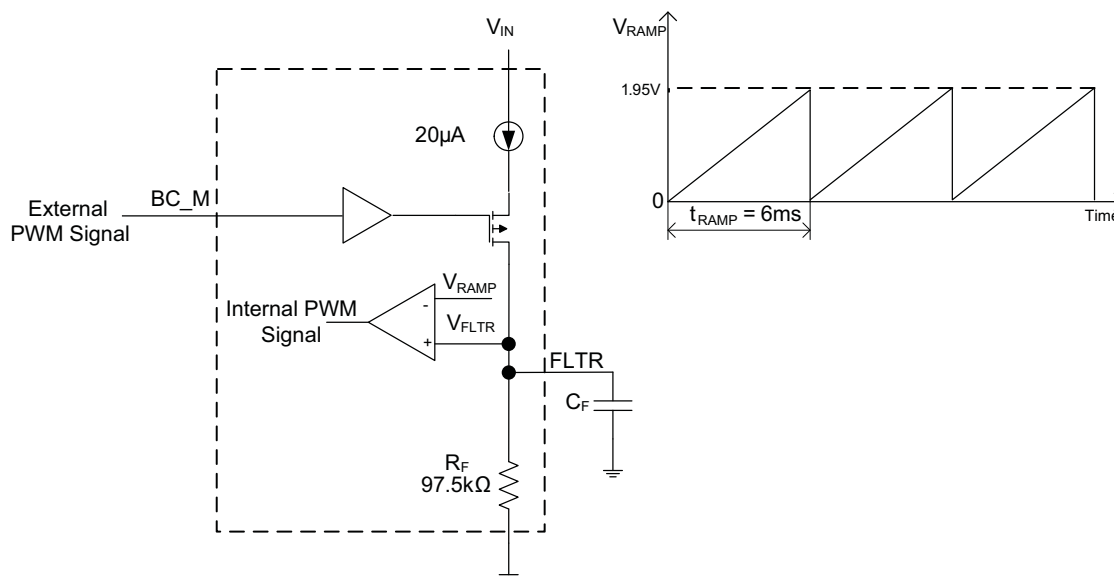 V_IN
20µA
BC_M
External
PWM Signal
V_RAMP
Internal PWM
Signal
V_FLTR
-
+
FLTR
C_F
R_F
97.5kΩ
V_RAMP
1.95V
0
t_RAMP = 6ms
Time